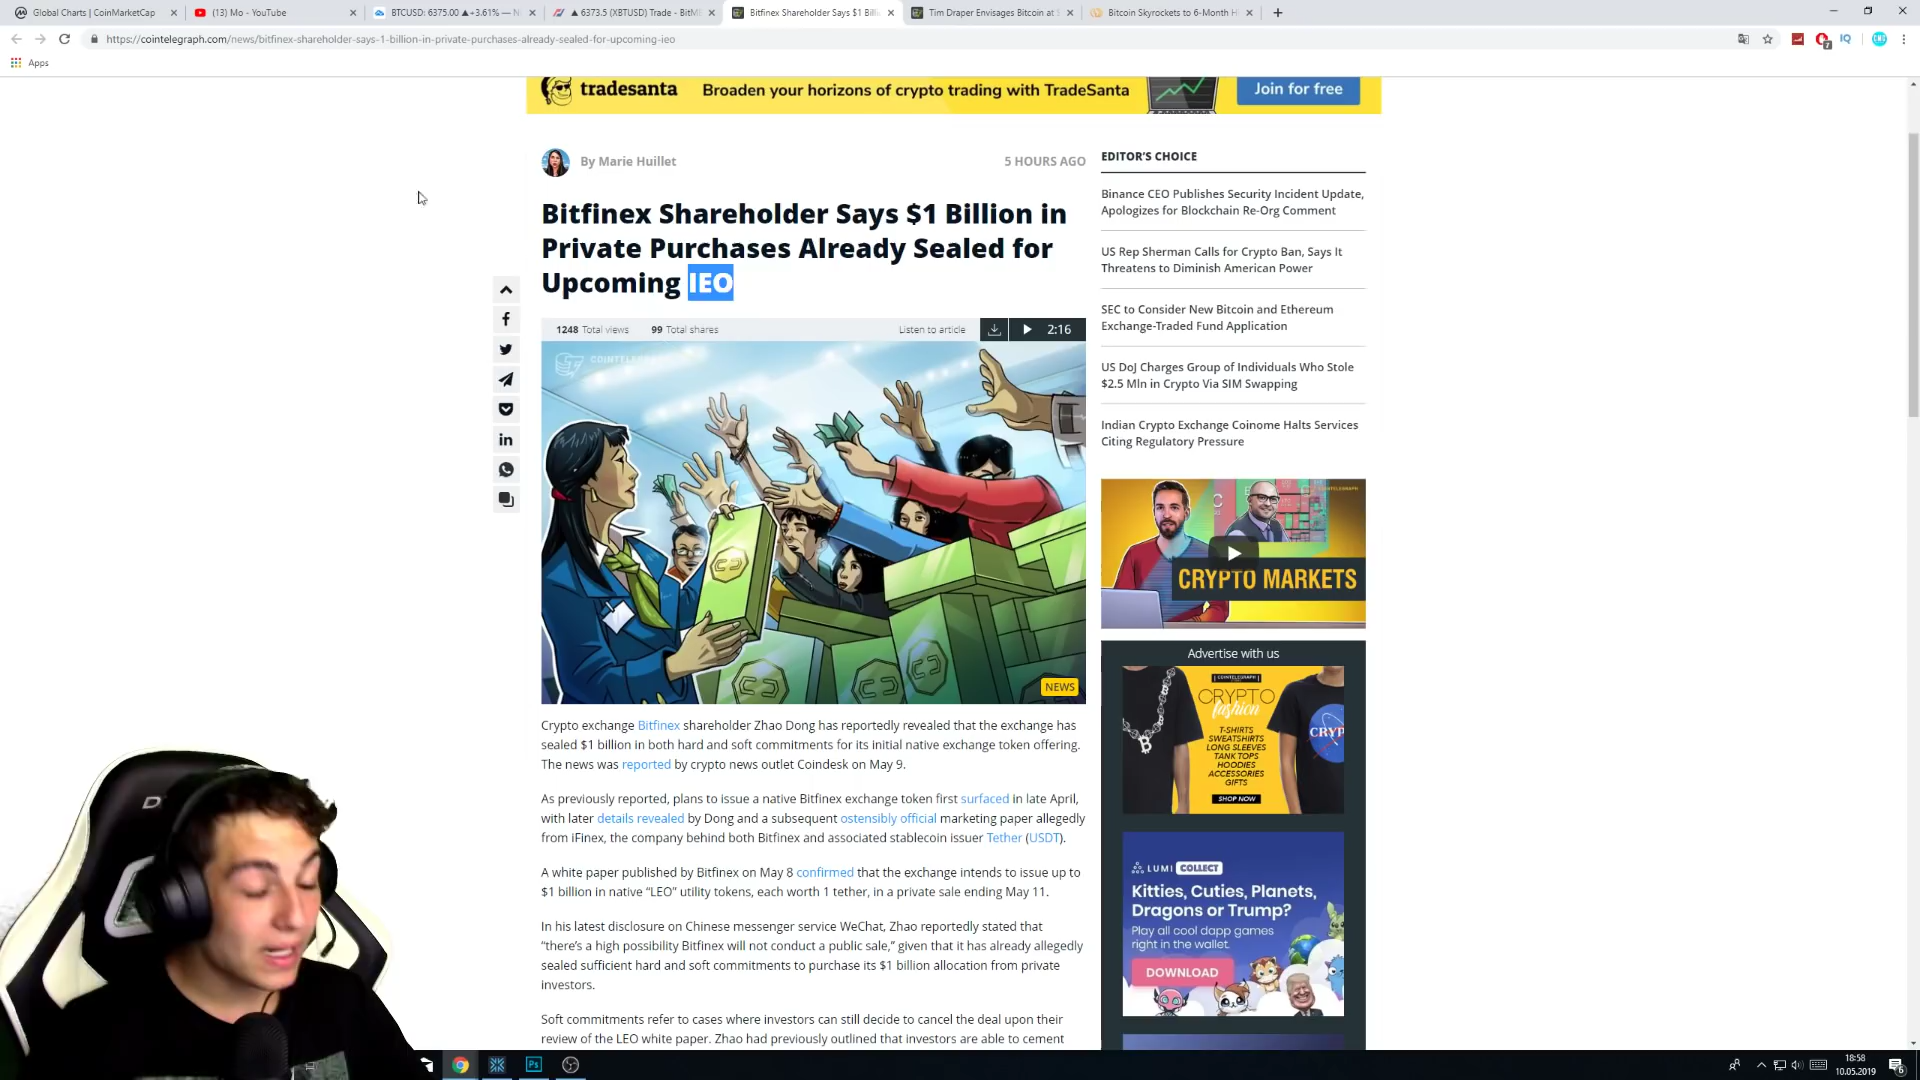 Global Charts | CoinMarketCap
(13) Mo - YouTube
BTCUSD: 6375.00 ▲+3.61% —
▲ 6373.5 (XBTUSD) Trade - BitM
Bitfinex Shareholder Says $1 Billi
Tim Draper Envisages Bitcoin at
Bitcoin Skyrockets to 6-Month H
https://cointelegraph.com/news/bitfinex-shareholder-says-1-billion-in-private-purchases-already-sealed-for-upcoming-ieo
IQ
Apps
tradesanta
Broaden your horizons of crypto trading with TradeSanta
Join for free
By Marie Huillet
5 HOURS AGO
Bitfinex Shareholder Says $1 Billion in
Private Purchases Already Sealed for
Upcoming IEO
1248 Total views
99 Total shares
Listen to article
2:16
COINTELEGRAPH
NEWS
Crypto exchange Bitfinex shareholder Zhao Dong has reportedly revealed that the exchange has
sealed $1 billion in both hard and soft commitments for its initial native exchange token offering.
The news was reported by crypto news outlet Coindesk on May 9.
As previously reported, plans to issue a native Bitfinex exchange token first surfaced in late April,
with later details revealed by Dong and a subsequent ostensibly official marketing paper allegedly
from iFinex, the company behind both Bitfinex and associated stablecoin issuer Tether (USDT).
A white paper published by Bitfinex on May 8 confirmed that the exchange intends to issue up to
$1 billion in native “LEO” utility tokens, each worth 1 tether, in a private sale ending May 11.
In his latest disclosure on Chinese messenger service WeChat, Zhao reportedly stated that
“there’s a high possibility Bitfinex will not conduct a public sale,” given that it has already allegedly
sealed sufficient hard and soft commitments to purchase its $1 billion allocation from private
investors.
Soft commitments refer to cases where investors can still decide to cancel the deal upon their
review of the LEO white paper. Zhao had previously outlined that investors are able to cement
EDITOR’S CHOICE
Binance CEO Publishes Security Incident Update,
Apologizes for Blockchain Re-Org Comment
US Rep Sherman Calls for Crypto Ban, Says It
Threatens to Diminish American Power
SEC to Consider New Bitcoin and Ethereum
Exchange-Traded Fund Application
US DoJ Charges Group of Individuals Who Stole
$2.5 Mln in Crypto Via SIM Swapping
Indian Crypto Exchange Coinome Halts Services
Citing Regulatory Pressure
CRYPTO MARKETS
Advertise with us
COINTELEGRAPH
CRYPTO
fashion
T-SHIRTS
SWEATSHIRTS
LONG SLEEVES
TANK TOPS
HOODIES
ACCESSORIES
GIFTS
SHOP NOW
CRYP
LUMI COLLECT
Kitties, Cuties, Planets,
Dragons or Trump?
Play all cool dapp games
right in the wallet.
DOWNLOAD
Ps
18:58
10.05.2019
6